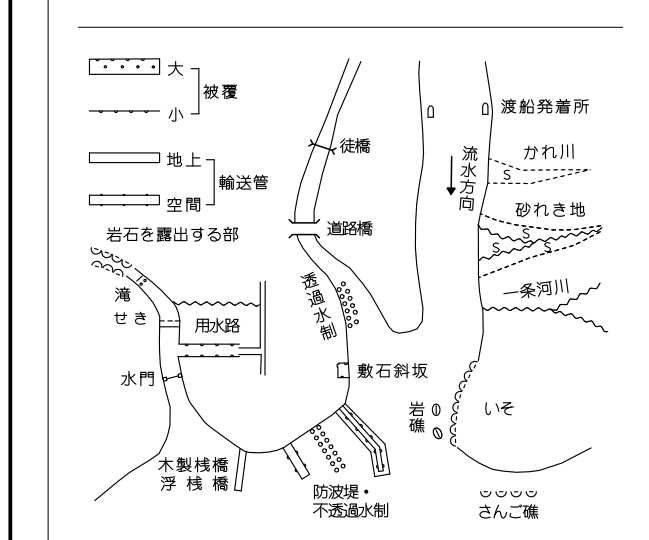 大
被覆
小
地上
輸送管
空間
岩石を露出する部
滝
せき
用水路
水門
木製桟橋
浮桟橋
徒橋
道路橋
透過水制
敷石斜坂
岩礁
防波堤・
不透過水制
渡船発着所
流水方向
かれ川
S
砂れき地
S
S
S
一条河川
いそ
さんご礁